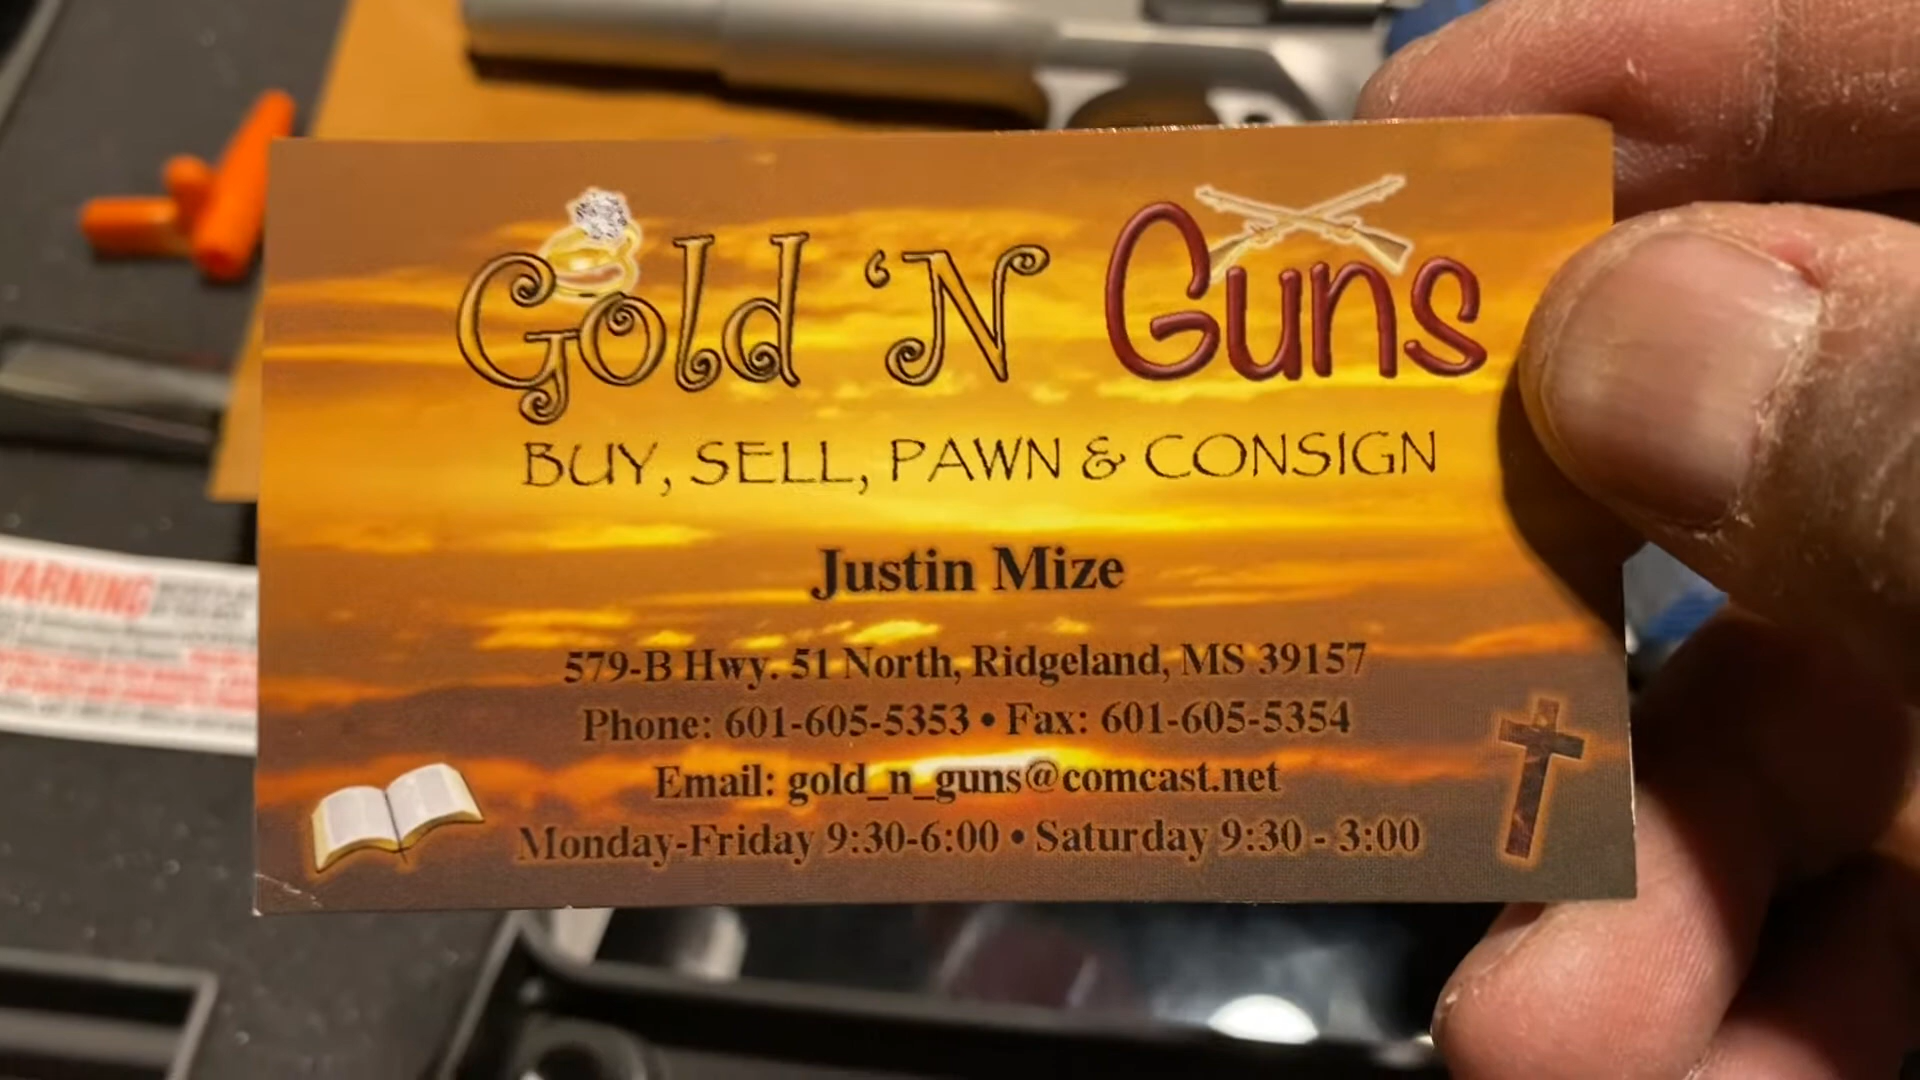 Gold 'N Guns
BUY, SELL, PAWN & CONSIGN
Justin Mize
579-B Hwy. 51 North, Ridgeland, MS 39157
Phone: 601-605-5353 • Fax: 601-605-5354
Email: gold_n_guns@comcast.net
Monday-Friday 9:30-6:00 • Saturday 9:30 - 3:00
WARNING